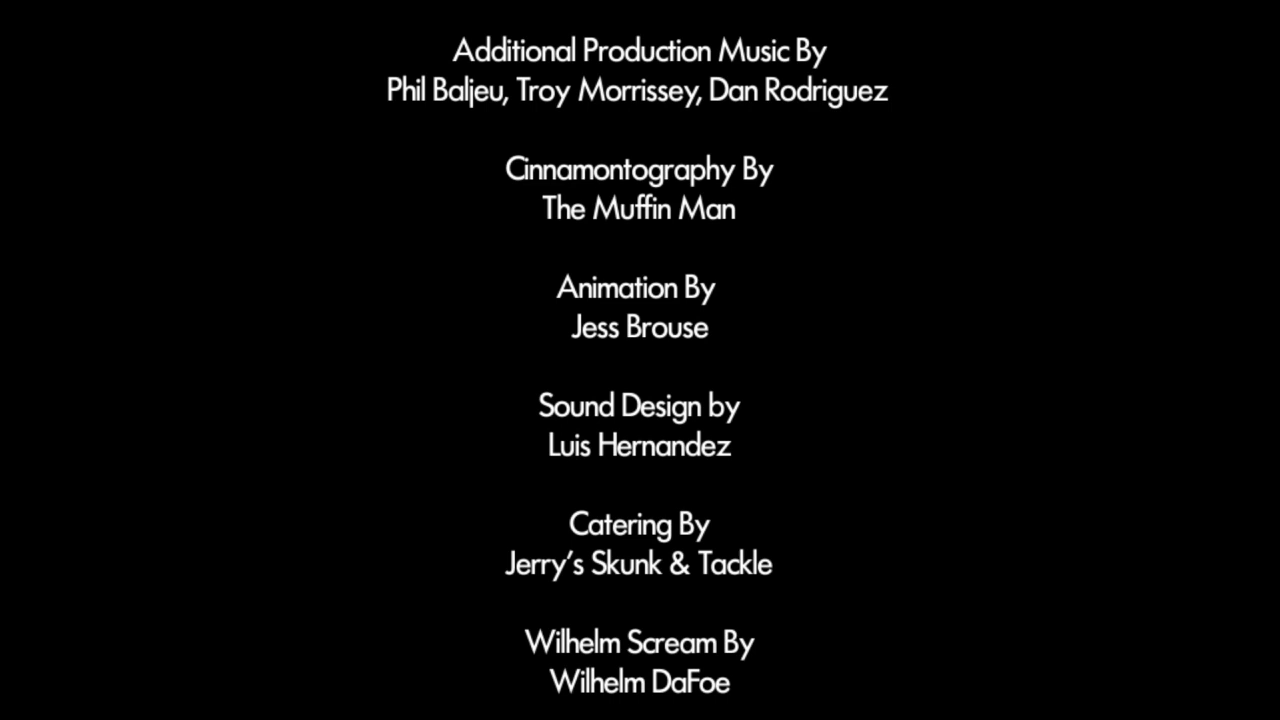 Additional Production Music By
Phil Baljeu, Troy Morrissey, Dan Rodriguez
Cinnamontography By
The Muffin Man
Animation By
Jess Brouse
Sound Design by
Luis Hernandez
Catering By
Jerry’s Skunk & Tackle
Wilhelm Scream By
Wilhelm DaFoe